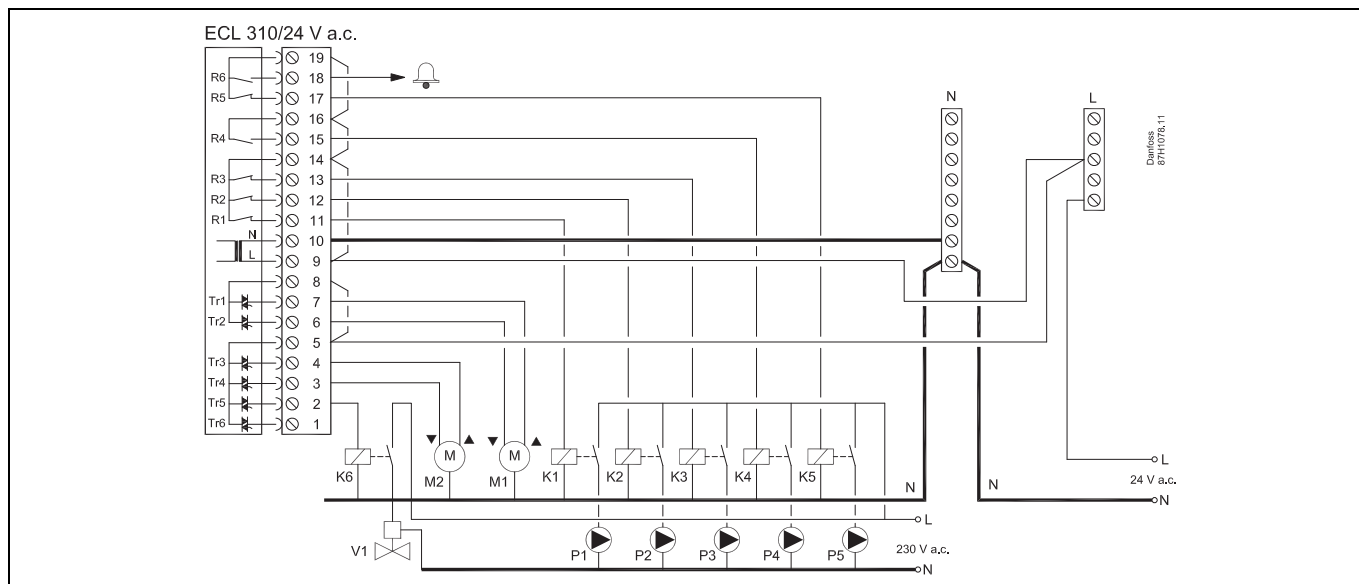 ECL 310/24 V a.c.
19
R6 18
R5 17
16
R4 15
14
R3 13
R2 12
R1 11
N 10
L 9
8
Tr1 7
Tr2 6
5
Tr3 4
Tr4 3
Tr5 2
Tr6 1
N
L
Danfoss
87H1078.11
M M
K6 M2 M1 K1 K2 K3 K4 K5
N N
L
24 V a.c.
N
L
V1 P1 P2 P3 P4 P5
230 V a.c.
N